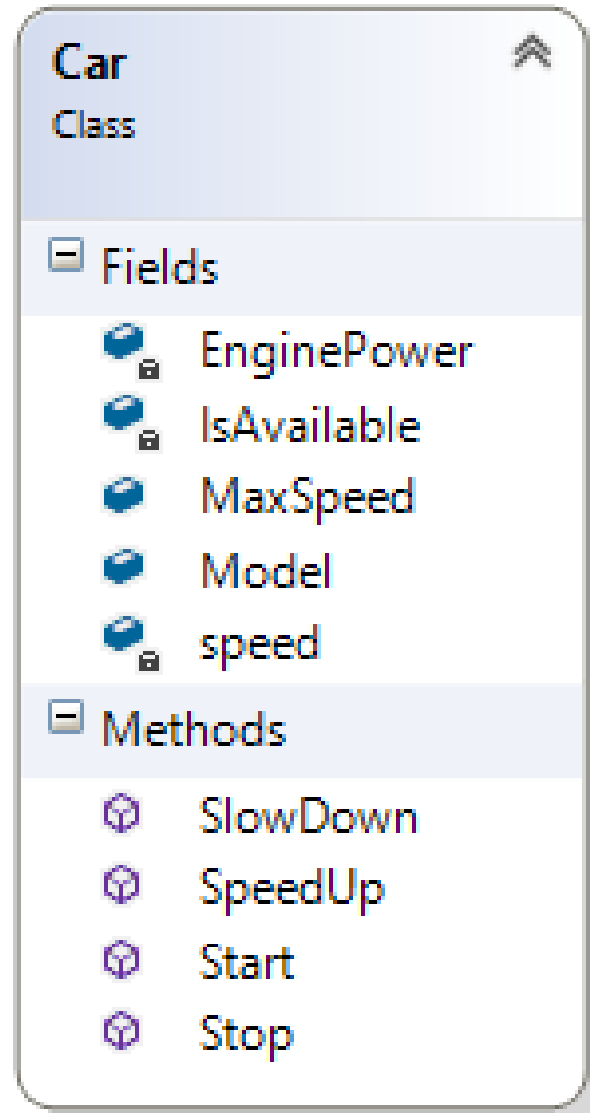 Car
Class
Fields
EnginePower
IsAvailable
MaxSpeed
Model
speed
Methods
SlowDown
SpeedUp
Start
Stop